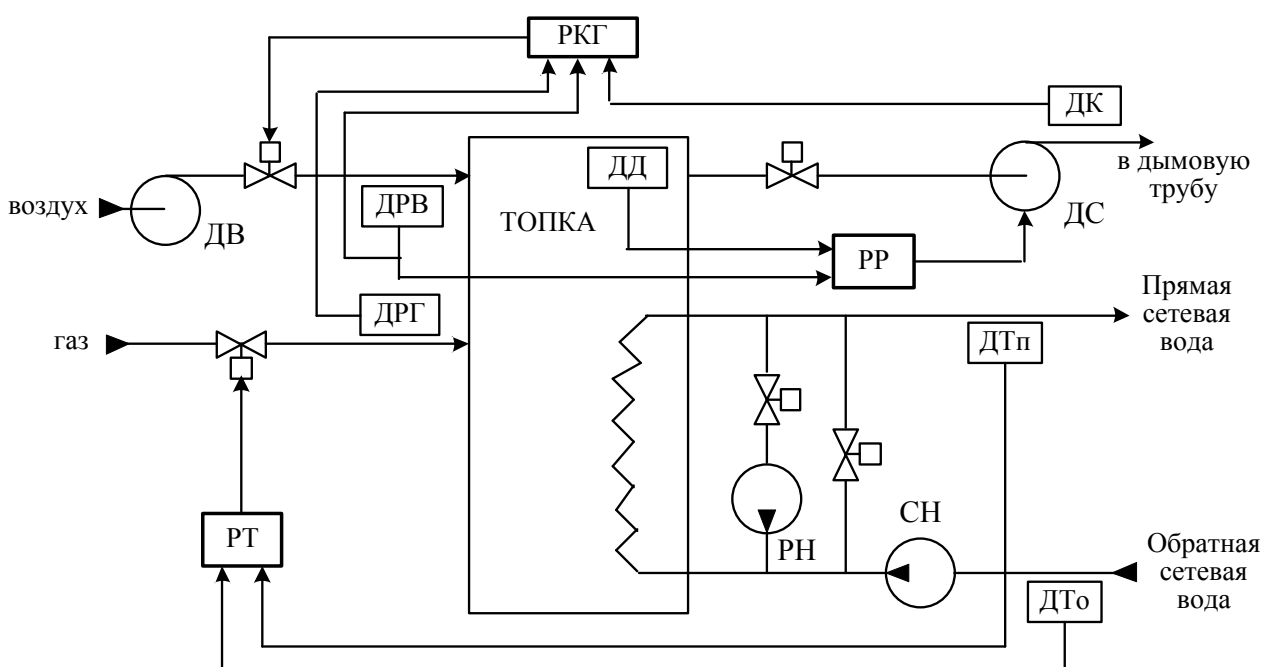 РКГ
ДК
в дымовую
трубу
ДД
ДРВ
воздух
ДВ
ТОПКА
ДС
РР
ДРГ
газ
Прямая
сетевая
вода
ДТп
СН
РТ
РН
Обратная
сетевая
вода
ДТо